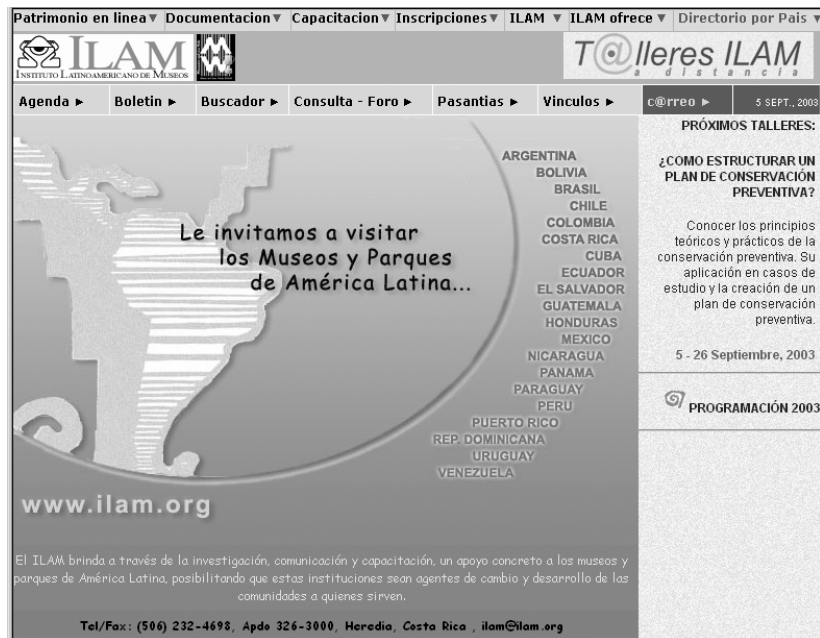 Patrimonio en linea▼ Documentacion▼ Capacitacion▼ Inscripciones▼ ILAM ▼ ILAM ofrece ▼ Directorio por Pais ▼
ILAM
INSTITUTO LATINOAMERICANO DE MUSEOS
T@lleres ILAM
a distancia
Agenda ► Boletin ► Buscador ► Consulta - Foro ► Pasantias ► Vinculos ► c@rreo ► 5 SEPT., 2003
Le invitamos a visitar
los Museos y Parques
de América Latina...
ARGENTINA
BOLIVIA
BRASIL
CHILE
COLOMBIA
COSTA RICA
CUBA
ECUADOR
EL SALVADOR
GUATEMALA
HONDURAS
MEXICO
NICARAGUA
PANAMA
PARAGUAY
PERU
PUERTO RICO
REP. DOMINICANA
URUGUAY
VENEZUELA
www.ilam.org
El ILAM brinda a través de la investigación, comunicación y capacitación, un apoyo concreto a los museos y
parques de América Latina, posibilitando que estas instituciones sean agentes de cambio y desarrollo de las
comunidades a quienes sirven.
Tel/Fax: (506) 232-4698, Apdo 326-3000, Heredia, Costa Rica , ilam@ilam.org
PRÓXIMOS TALLERES:
¿COMO ESTRUCTURAR UN
PLAN DE CONSERVACIÓN
PREVENTIVA?
Conocer los principios
teóricos y prácticos de la
conservación preventiva. Su
aplicación en casos de
estudio y la creación de un
plan de conservación
preventiva.
5 - 26 Septiembre, 2003
PROGRAMACIÓN 2003